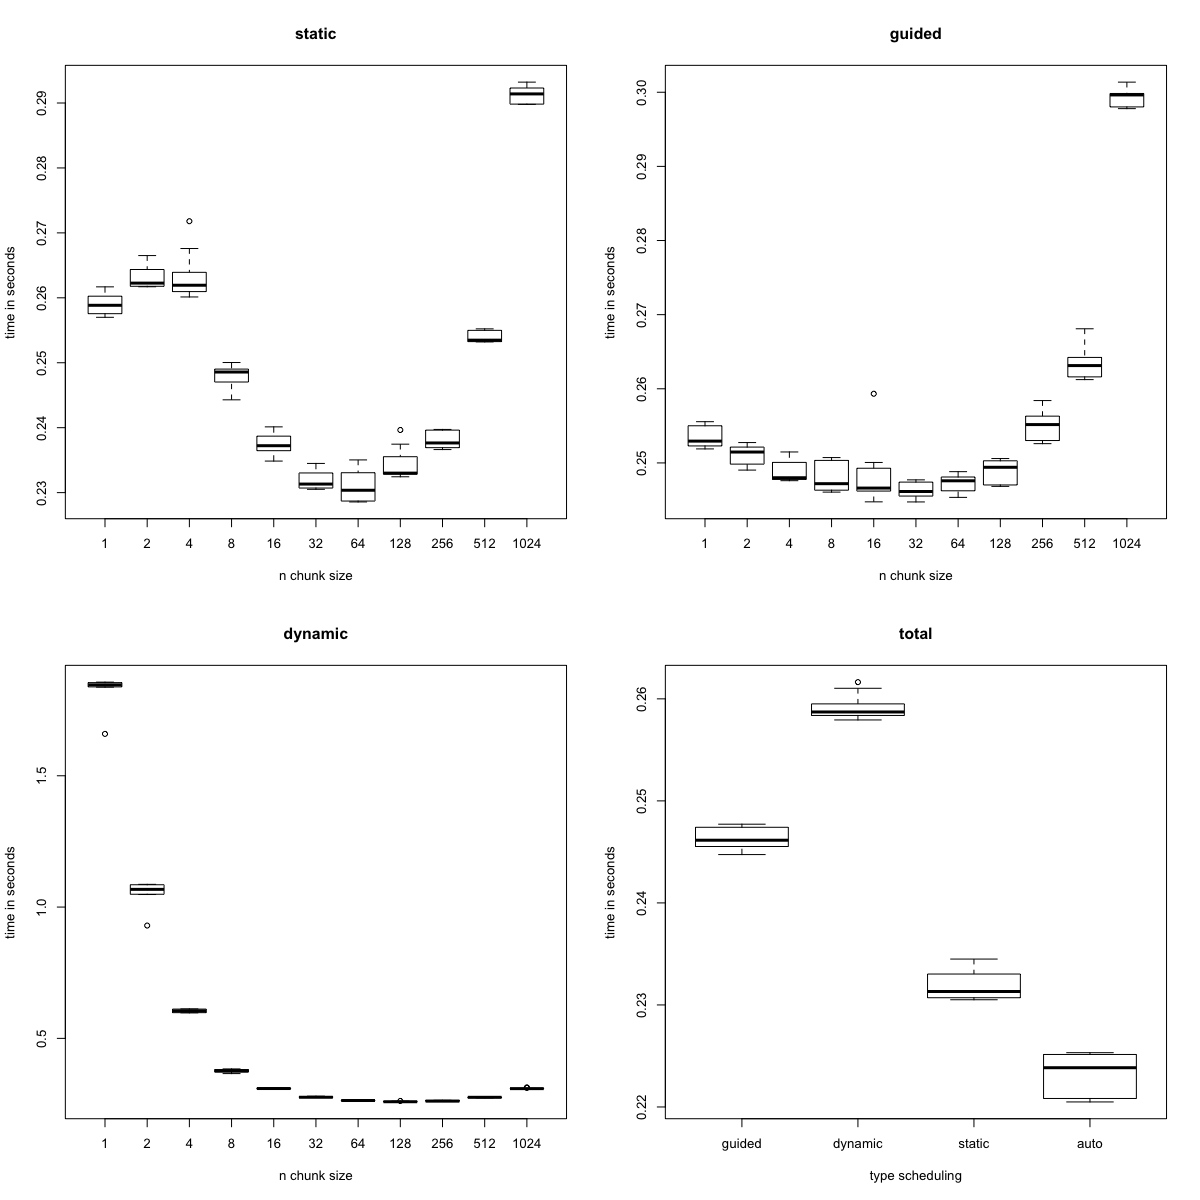 static
time in seconds
0.29
0.28
0.27
0.26
0.25
0.24
0.23
1 2 4 8 16 32 64 128 256 512 1024
n chunk size
guided
time in seconds
0.30
0.29
0.28
0.27
0.26
0.25
1 2 4 8 16 32 64 128 256 512 1024
n chunk size
dynamic
time in seconds
1.5
1.0
0.5
1 2 4 8 16 32 64 128 256 512 1024
n chunk size
total
time in seconds
0.26
0.25
0.24
0.23
0.22
guided dynamic static auto
type scheduling